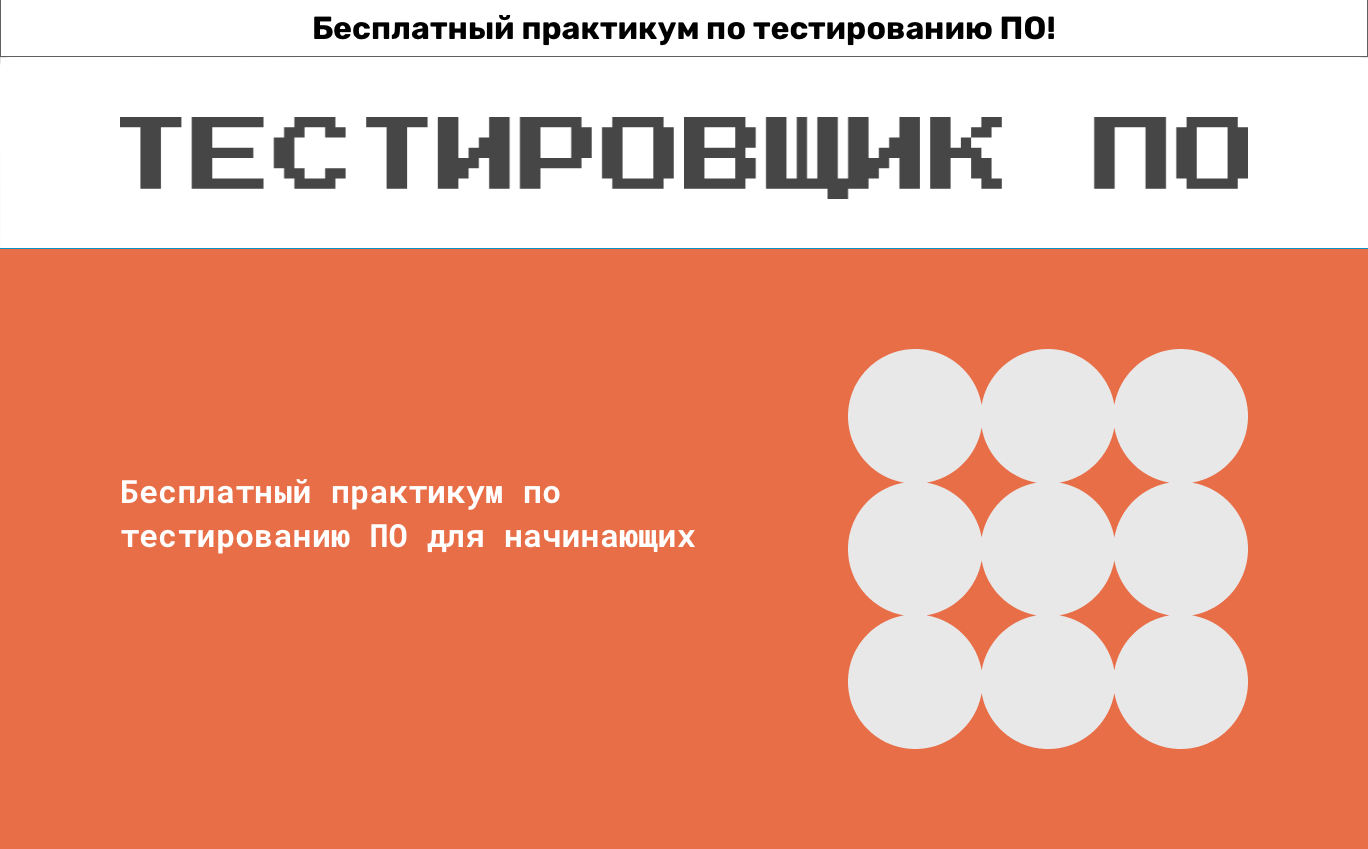 Бесплатный практикум по тестированию ПО!
ТЕСТИРОВЩИК ПО
Бесплатный практикум по
тестированию ПО для начинающих